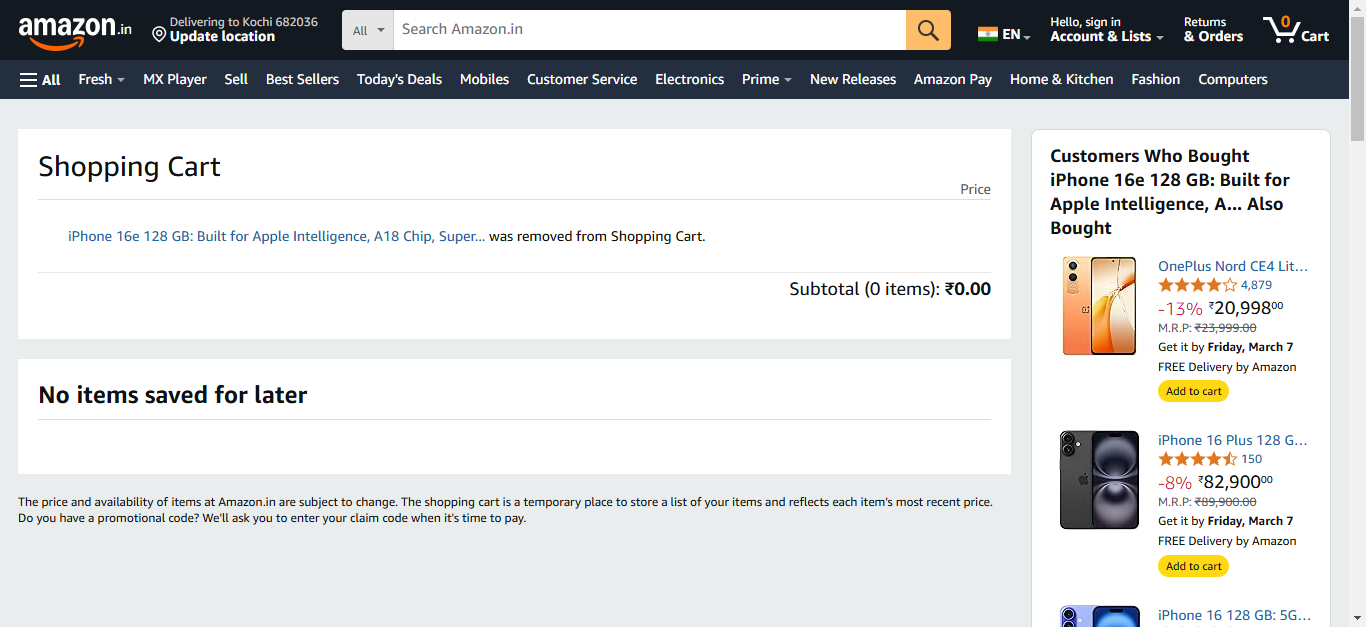 amazon.in
Delivering to Kochi 682036
Update location
All
Search Amazon.in
EN
Hello, sign in
Account & Lists
Returns
& Orders
0
Cart
All
Fresh
MX Player
Sell
Best Sellers
Today's Deals
Mobiles
Customer Service
Electronics
Prime
New Releases
Amazon Pay
Home & Kitchen
Fashion
Computers
Shopping Cart
Price
iPhone 16e 128 GB: Built for Apple Intelligence, A18 Chip, Super... was removed from Shopping Cart.
Subtotal (0 items): ₹0.00
No items saved for later
The price and availability of items at Amazon.in are subject to change. The shopping cart is a temporary place to store a list of your items and reflects each item's most recent price.
Do you have a promotional code? We'll ask you to enter your claim code when it's time to pay.
Customers Who Bought
iPhone 16e 128 GB: Built for
Apple Intelligence, A... Also
Bought
OnePlus Nord CE4 Lit...
4,879
-13% ₹20,99800
M.R.P: ₹23,999.00
Get it by Friday, March 7
FREE Delivery by Amazon
Add to cart
iPhone 16 Plus 128 G...
150
-8% ₹82,90000
M.R.P: ₹89,900.00
Get it by Friday, March 7
FREE Delivery by Amazon
Add to cart
iPhone 16 128 GB: 5G...